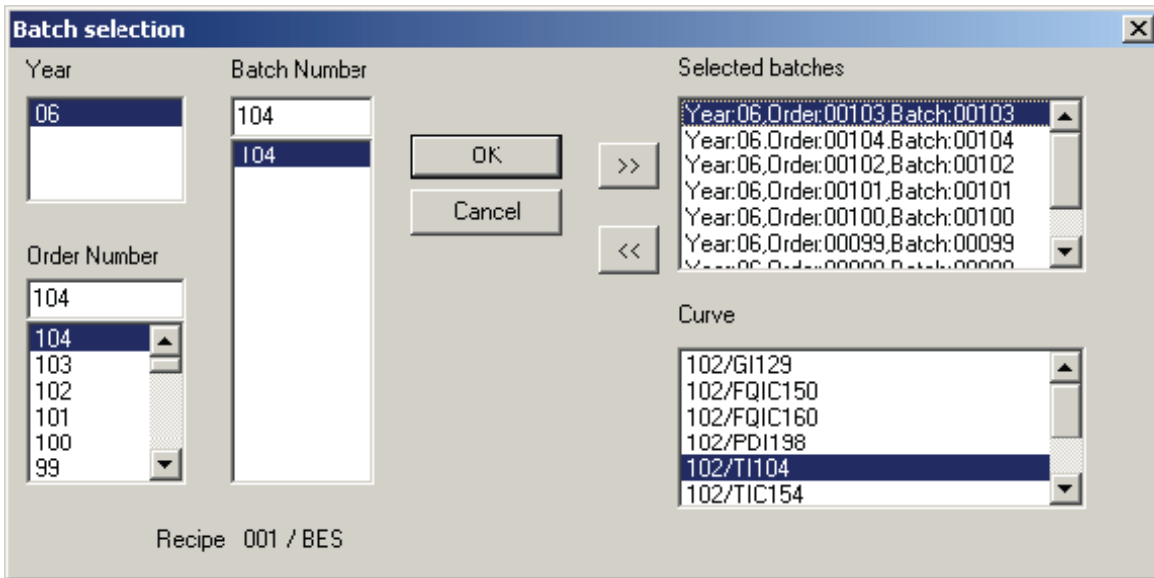 Batch selection
Year
06
Order Number
104
104
103
102
101
100
99
Batch Number
104
104
OK
Cancel
>>
<<
Selected batches
Year:06,Order:00103,Batch:00103
Year:06,Order:00104,Batch:00104
Year:06,Order:00102,Batch:00102
Year:06,Order:00101,Batch:00101
Year:06,Order:00100,Batch:00100
Year:06,Order:00099,Batch:00099
Curve
102/GI129
102/FQIC150
102/FQIC160
102/PDI198
102/TI104
102/TIC154
Recipe 001 / BES